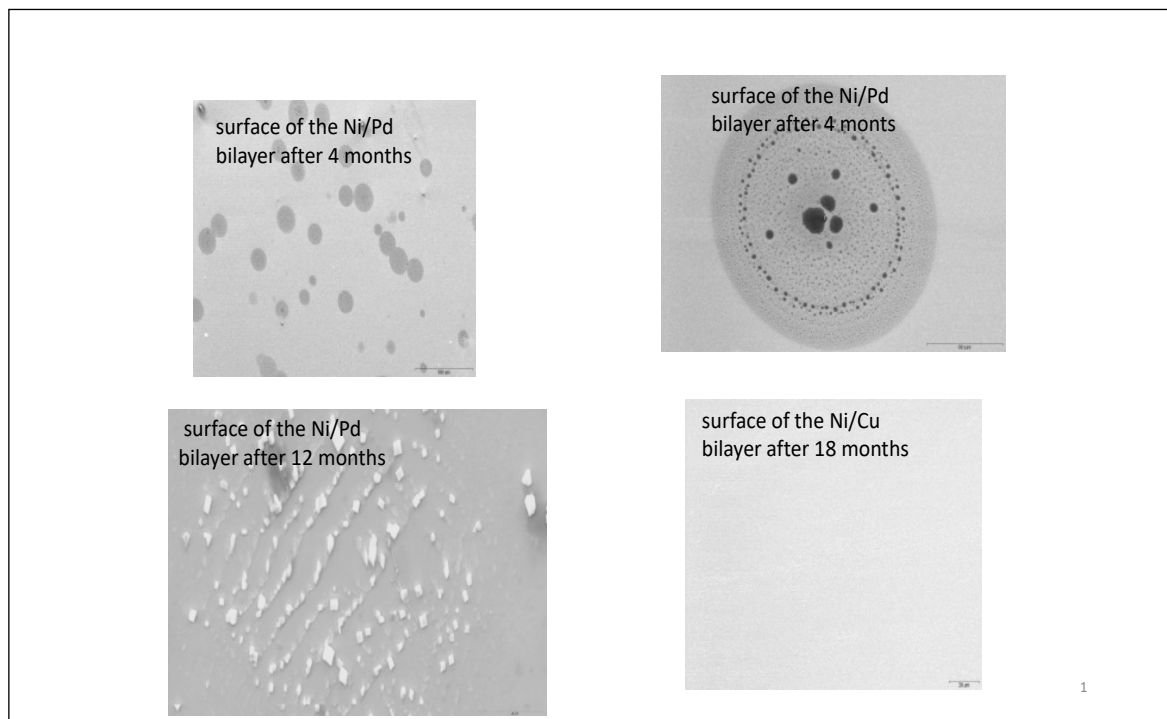 surface of the Ni/Pd
bilayer after 4 months
surface of the Ni/Pd
bilayer after 4 monts
surface of the Ni/Pd
bilayer after 12 months
surface of the Ni/Cu
bilayer after 18 months
1